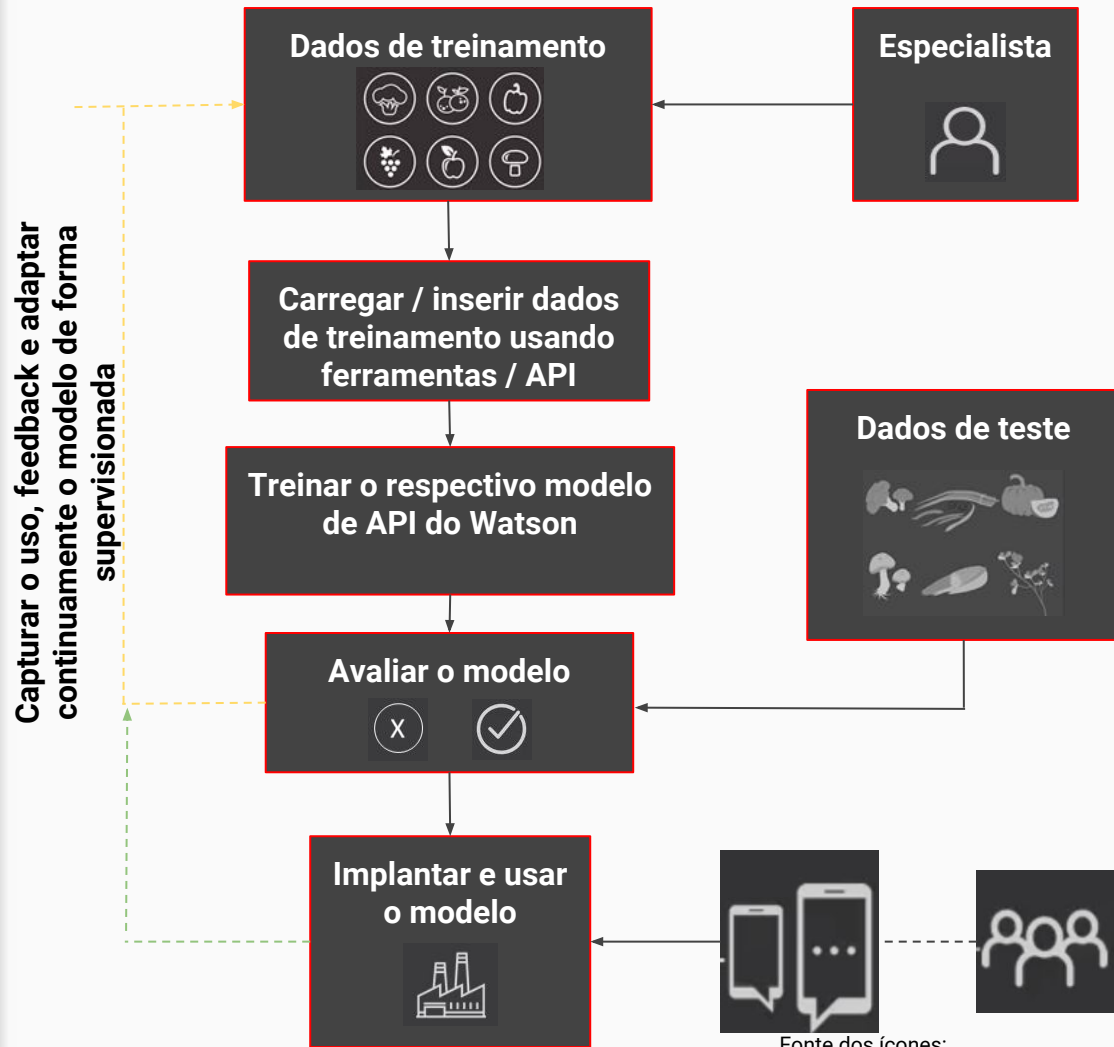 Dados de treinamento
Especialista
Carregar / inserir dados
de treinamento usando
ferramentas / API
Capturar o uso, feedback e adaptar
continuamente o modelo de forma
supervisionada
Dados de teste
Treinar o respectivo modelo
de API do Watson
Avaliar o modelo
X
Implantar e usar
o modelo
Fonte dos ícones: